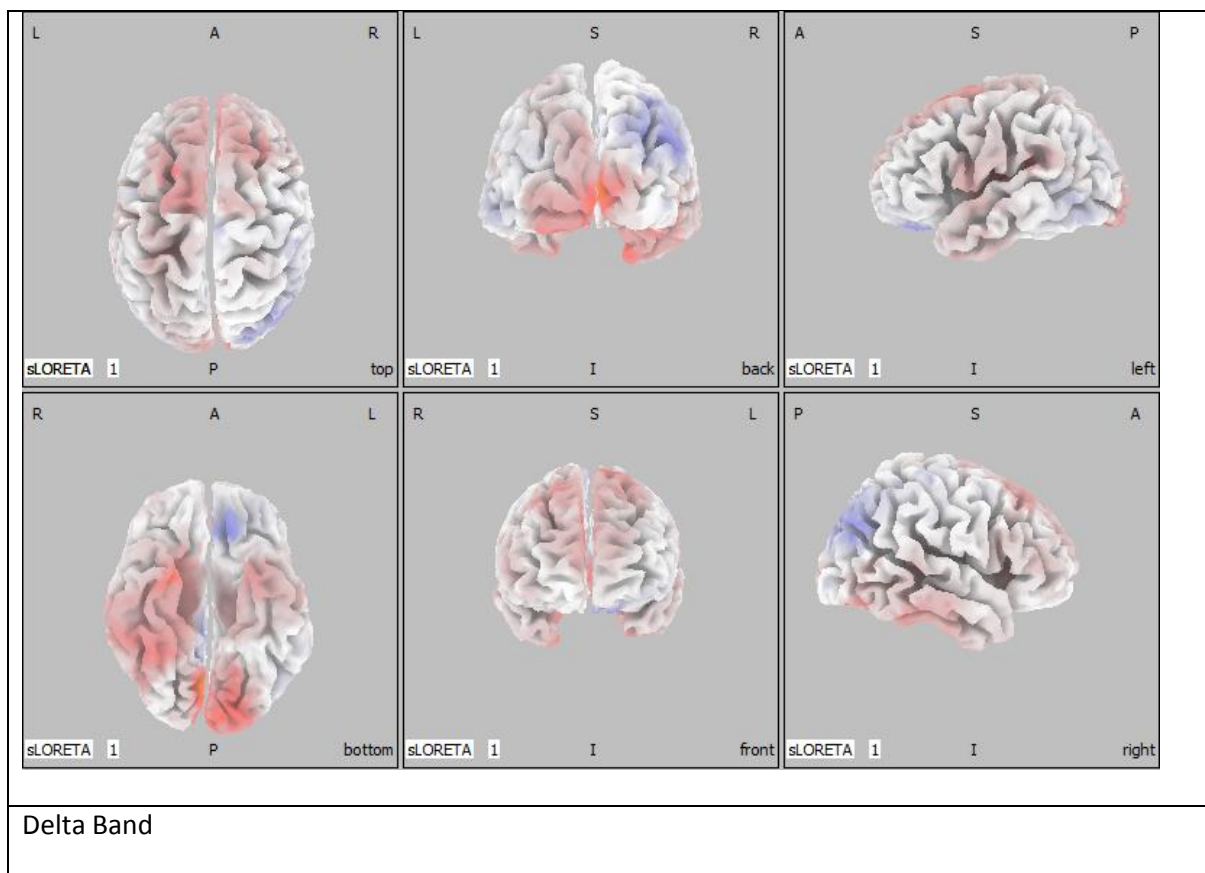 L A R
sLORETA 1 P top
L S R
sLORETA 1 I back
A S P
sLORETA 1 I left
R A L
sLORETA 1 P bottom
R S L
sLORETA 1 I front
P S A
sLORETA 1 I right
Delta Band